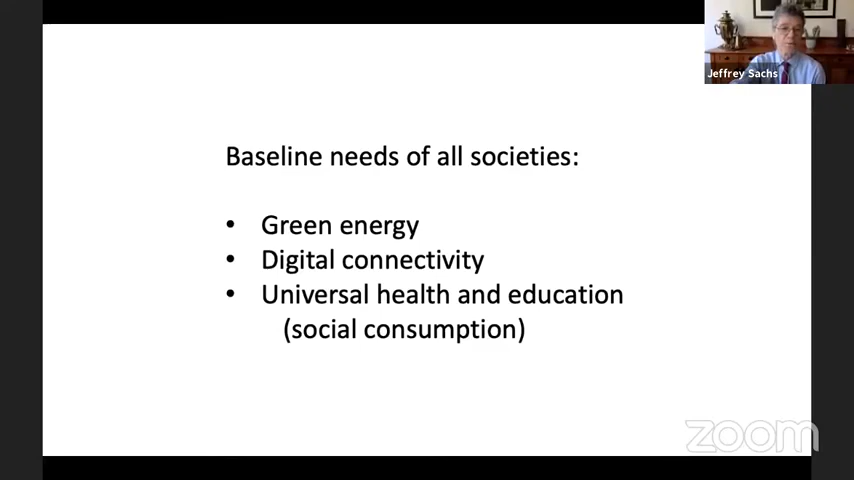 Jeffrey Sachs
Baseline needs of all societies:
• Green energy
• Digital connectivity
• Universal health and education
(social consumption)
zoom